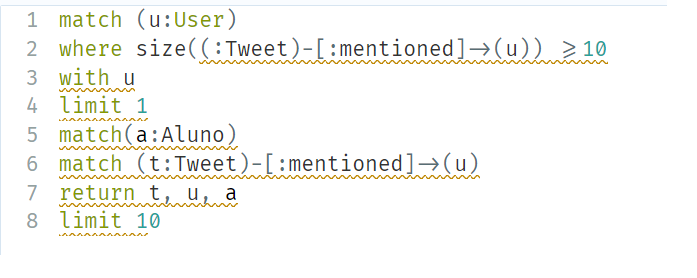 1 match (u:User)
2 where size((:Tweet)-[:mentioned]->(u)) >=10
3 with u
4 limit 1
5 match(a:Aluno)
6 match (t:Tweet)-[:mentioned]->(u)
7 return t, u, a
8 limit 10